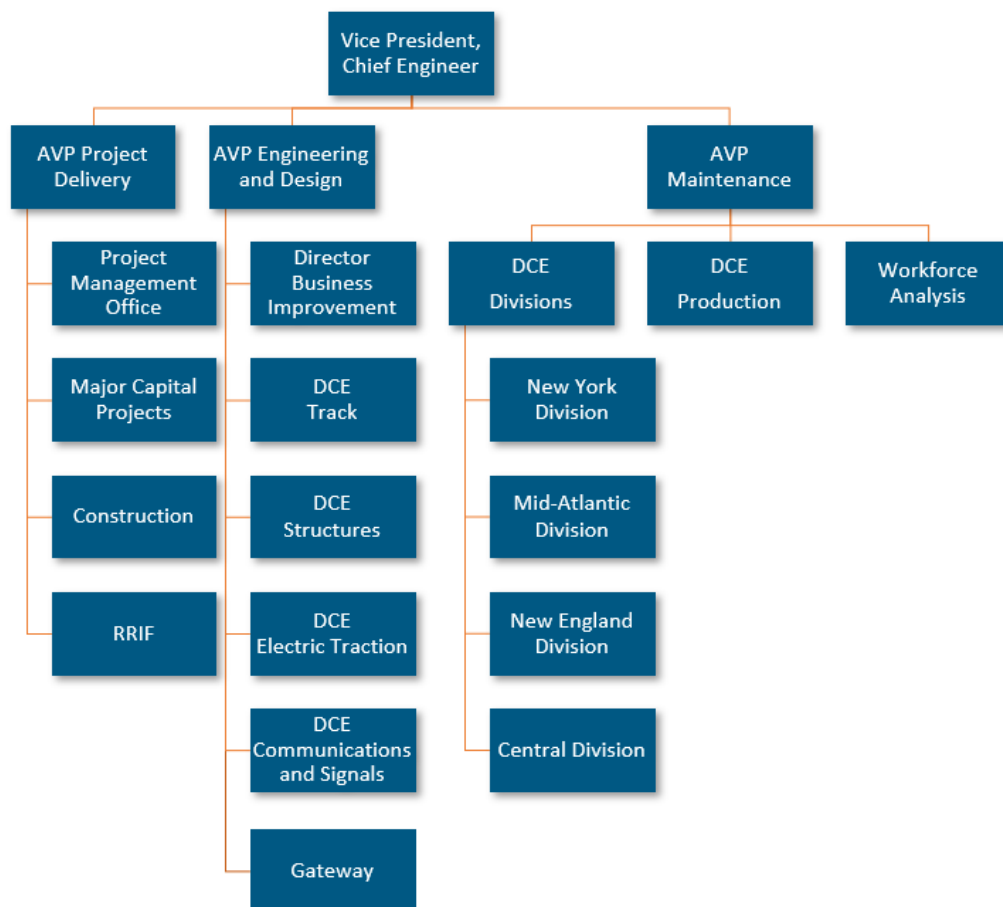 Vice President,
Chief Engineer
AVP Project
Delivery
AVP Engineering
and Design
AVP
Maintenance
Project
Management
Office
Major Capital
Projects
Construction
RRIF
Director
Business
Improvement
DCE
Track
DCE
Structures
DCE
Electric Traction
DCE
Communications
and Signals
Gateway
DCE
Divisions
New York
Division
Mid-Atlantic
Division
New England
Division
Central Division
DCE
Production
Workforce
Analysis